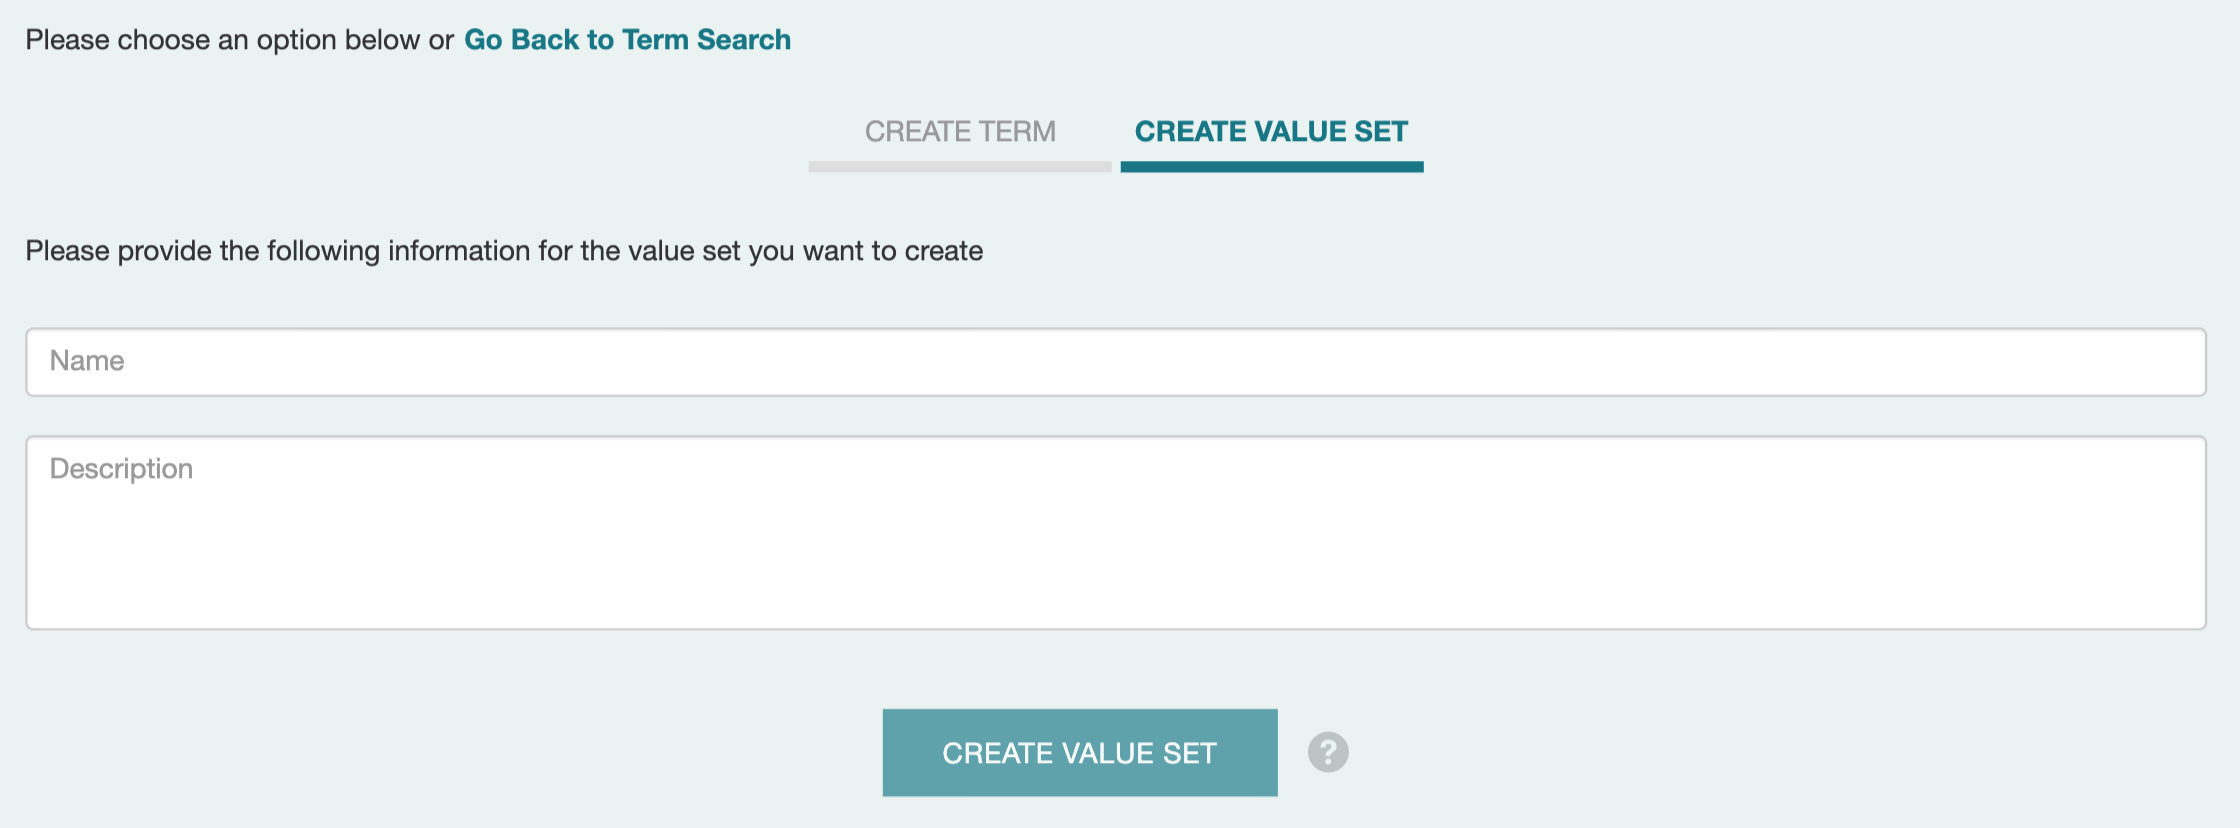 Please choose an option below or Go Back to Term Search
CREATE TERM CREATE VALUE SET
Please provide the following information for the value set you want to create
Name
Description
CREATE VALUE SET ?